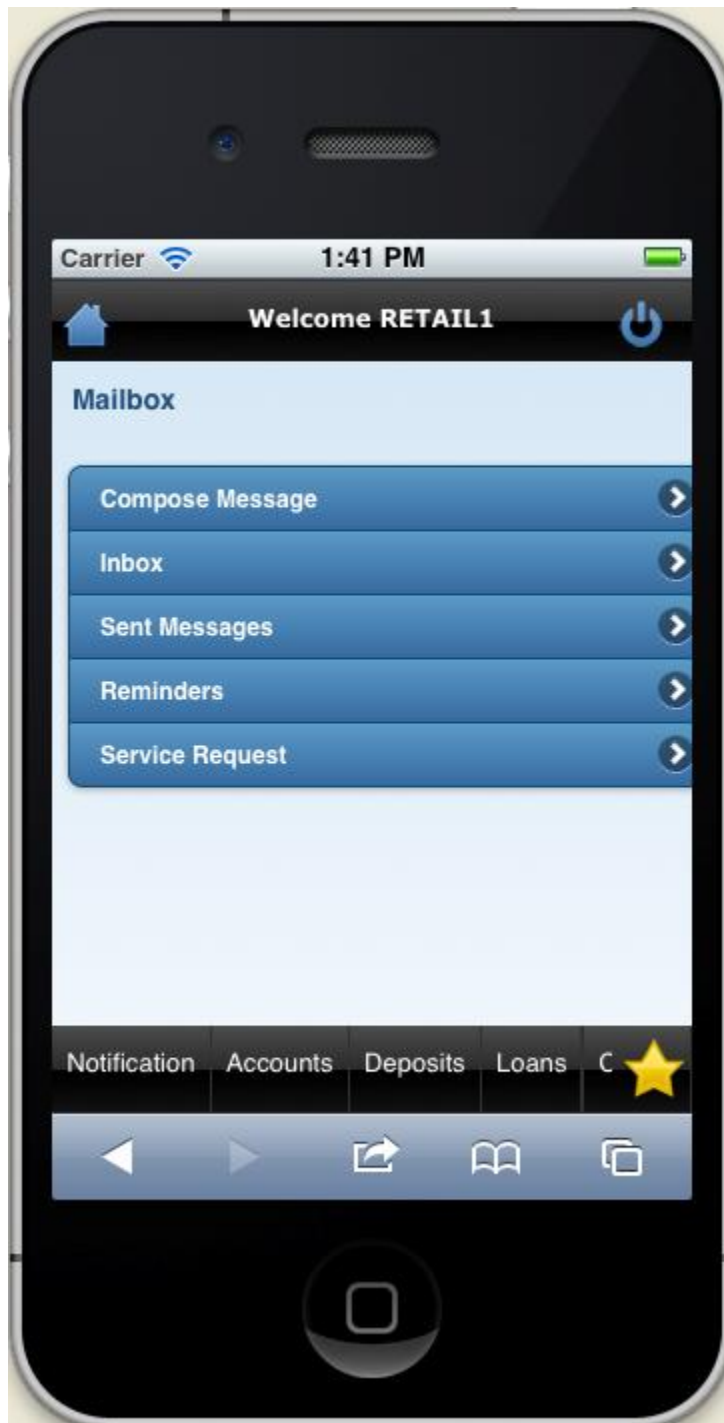 Carrier 1:41 PM
Welcome RETAIL1
Mailbox
Compose Message
Inbox
Sent Messages
Reminders
Service Request
Notification Accounts Deposits Loans C